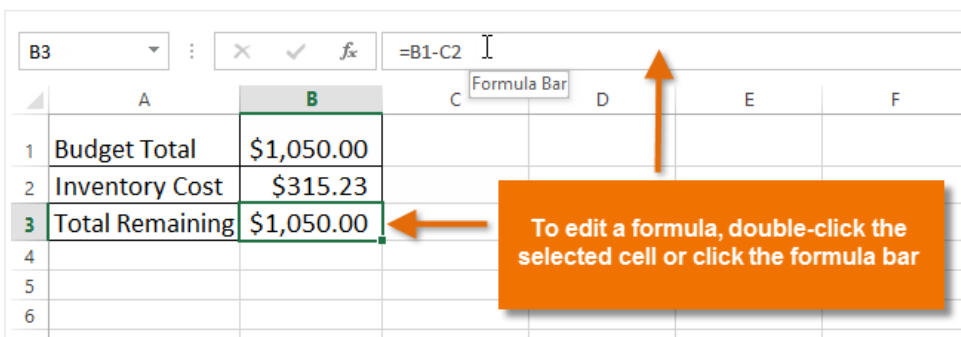 B3 fx =B1-C2
Formula Bar
A B C D E F
1 Budget Total $1,050.00
2 Inventory Cost $315.23
3 Total Remaining $1,050.00
To edit a formula, double-click the
selected cell or click the formula bar
4
5
6